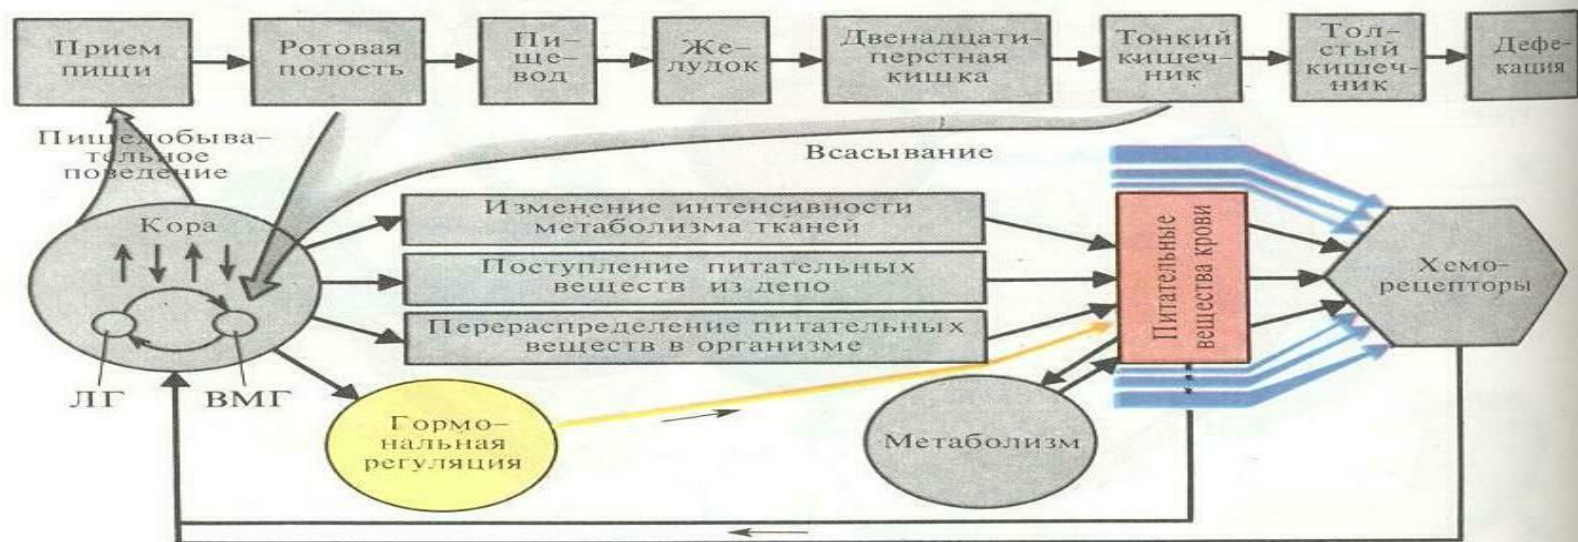 Прием
пищи
Ротовая
полость
Пи–
ще–
вод
Же–
лудок
Двенадцати–
перстная
кишка
Тонкий
кишеч–
ник
Тол–
стый
кишеч–
ник
Дефе–
кация
Пищедобыва–
тельное
поведение
Всасывание
Кора
ЛГ
ВМГ
Изменение интенсивности
метаболизма тканей
Поступление питательных
веществ из депо
Перераспределение питательных
веществ в организме
Гормо–
нальная
регуляция
Метаболизм
Питательные
вещества крови
Хемо–
рецепторы